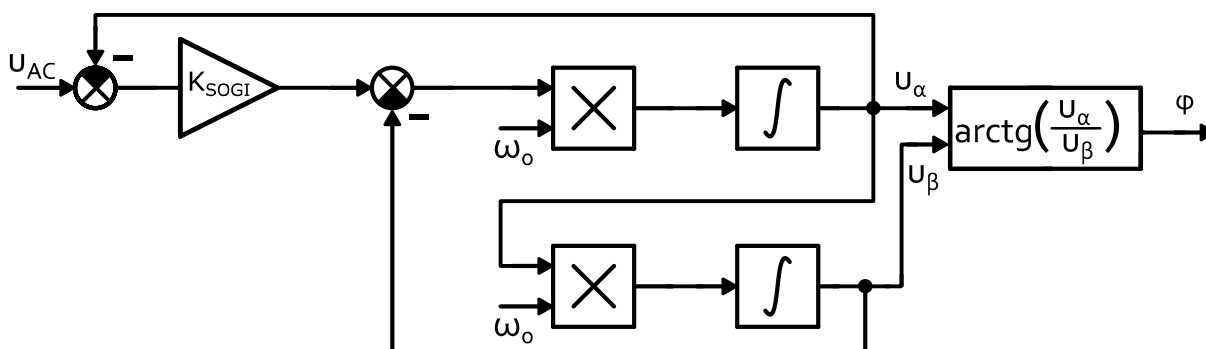 U_AC
K_SOGI
−
−
ω_o
∫
U_α
U_β
arctg(U_α/U_β)
φ
ω_o
∫